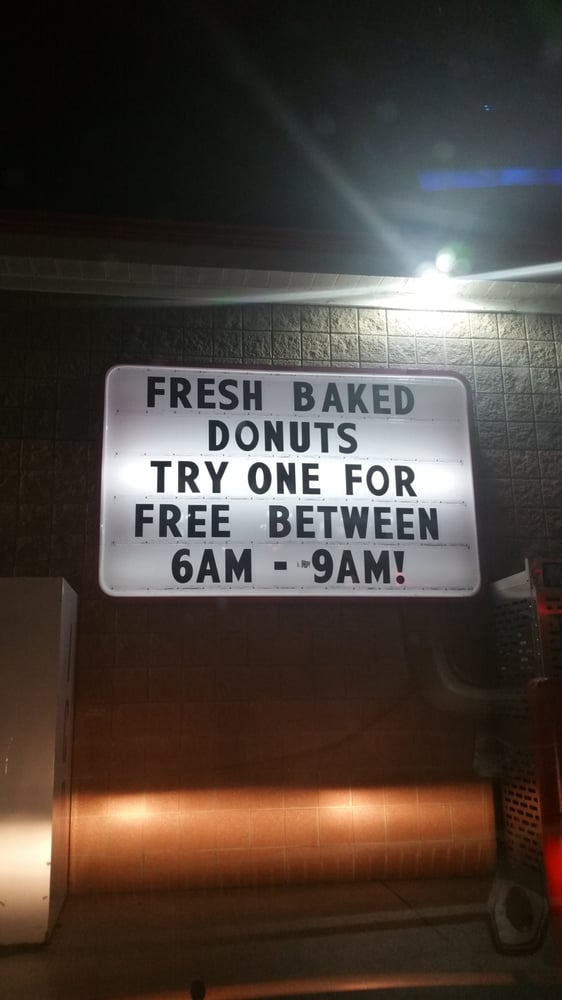 FRESH BAKED
DONUTS
TRY ONE FOR
FREE BETWEEN
6AM - 9AM!